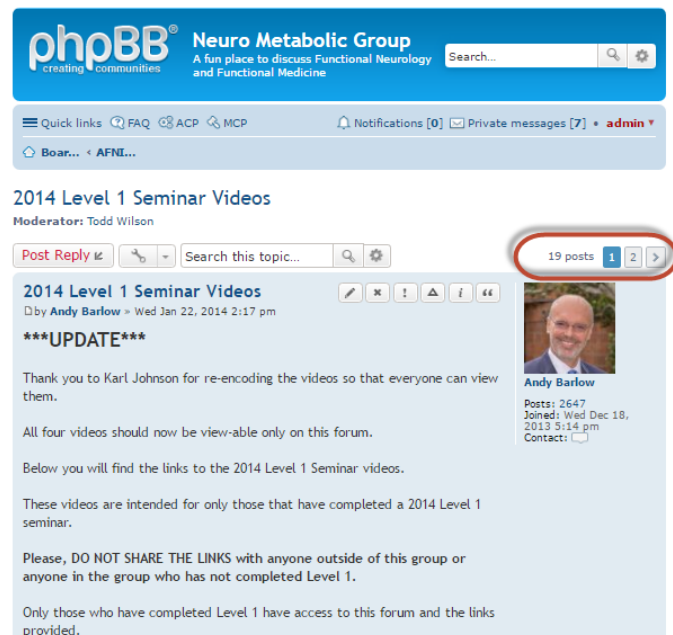 phpBB®
creating communities
Neuro Metabolic Group
A fun place to discuss Functional Neurology
and Functional Medicine
Search...
Quick links FAQ ACP MCP
Notifications [0] Private messages [7] • admin
Boar... ‹ AFNI...
2014 Level 1 Seminar Videos
Moderator: Todd Wilson
Post Reply Search this topic... 19 posts 1 2
2014 Level 1 Seminar Videos
by Andy Barlow » Wed Jan 22, 2014 2:17 pm
***UPDATE***
Thank you to Karl Johnson for re-encoding the videos so that everyone can view
them.
All four videos should now be view-able only on this forum.
Below you will find the links to the 2014 Level 1 Seminar videos.
These videos are intended for only those that have completed a 2014 Level 1
seminar.
Please, DO NOT SHARE THE LINKS with anyone outside of this group or
anyone in the group who has not completed Level 1.
Only those who have completed Level 1 have access to this forum and the links
provided.
Andy Barlow
Posts: 2647
Joined: Wed Dec 18,
2013 5:14 pm
Contact: